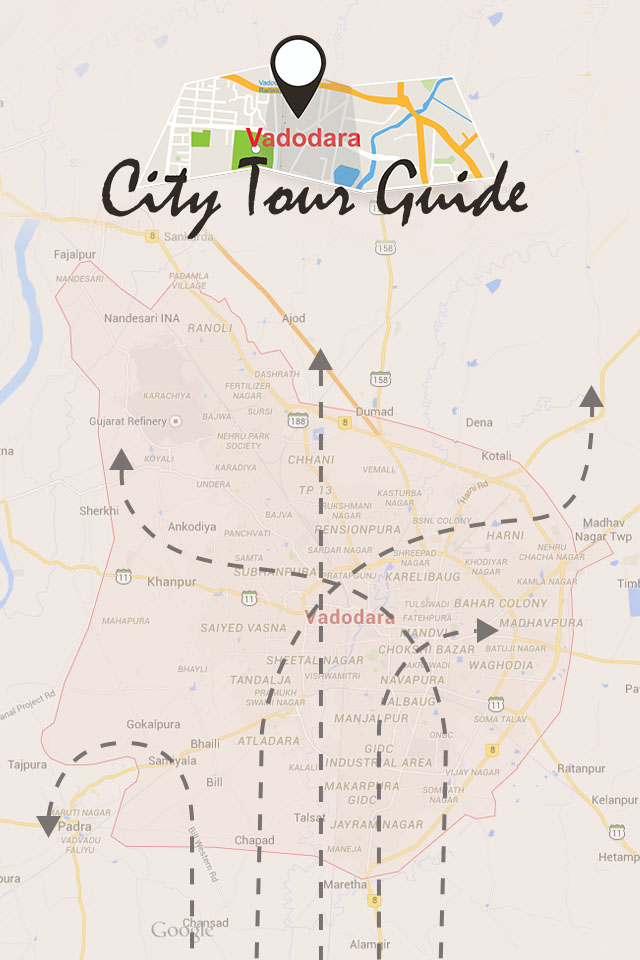 Vadodara
City Tour Guide
8
Sankarda
158
Fajalpur
NANDESARI
PADAMLA
VILLAGE
Nandesari INA
RANOLI
Ajod
DASHRATH
158
KARACHIYA
FERTILIZER
NAGAR
Dumad
BAJWA
SURSI
188
8
Dena
Gujarat Refinery
NEHRU PARK
SOCIETY
KOYALI
KARADIYA
CHHANI
VEMALI
Kotali
UNDERA
TP 13
KASTURBA
NAGAR
Harni Rd
Sherkhi
BAJVA
RUKSHMANI
NAGAR
BSNL COLONY
Ankodiya
PANCHVATI
PENSIONPURA
HARNI
Madhav
Nagar Twp
SAMTA
SARDAR NAGAR
SHREEPAD
NAGAR
NEHRU
CHACHA NAGAR
SUBHANPURA
PRATAPGUNJ
KARELIBAUG
KHODIYAR
NAGAR
11
Khanpur
KAMLA NAGAR
11
TULSIWADI
BAHAR COLONY
MAHAPURA
Vadodara
FATEHPURA
MADHAVPURA
SAIYED VASNA
MANDVI
CHOKSHI BAZAR
BATUJI NAGAR
SHEETAL NAGAR
WAGHODIA
BHAYLI
VISHWAMITRI
TANDALJA
NAVAPURA
PRAMUKH
SWAMI NAGAR
LALBAUG
11
MANJALPUR
SOMA TALAV
Gokalpura
Bhaili
ATLADARA
ONGC
GIDC
INDUSTRIAL AREA
8
Tajpura
Samiyala
KALALI
VIJAY NAGAR
Ratanpur
Bill
MAKARPURA
GIDC
SOMNATH
NAGAR
Kelanpur
MARUTI NAGAR
Padra
Talsat
JAYRAM NAGAR
11
VADVADU
FALIYU
Bill Western Rd
Chapad
MANEJA
Hetamp
Maretha
8
Chansad
Google
Alamgir